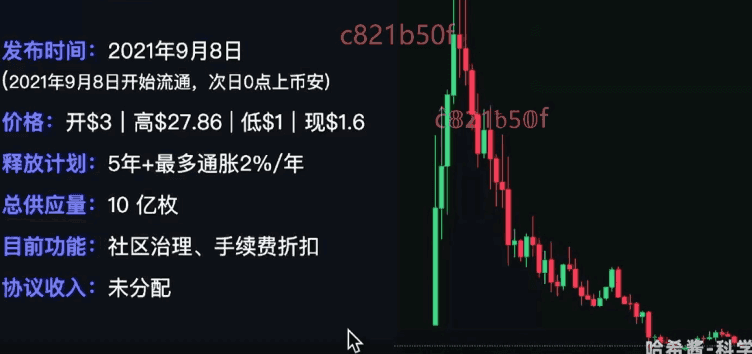 c821b50f
发布时间：2021年9月8日
(2021年9月8日开始流通，次日0点上币安)
c821b50f
价格：开$3 | 高$27.86 | 低$1 | 现$1.6
释放计划：5年+最多通胀2%/年
总供应量：10 亿枚
目前功能：社区治理、手续费折扣
协议收入：未分配
哈希酱-科学